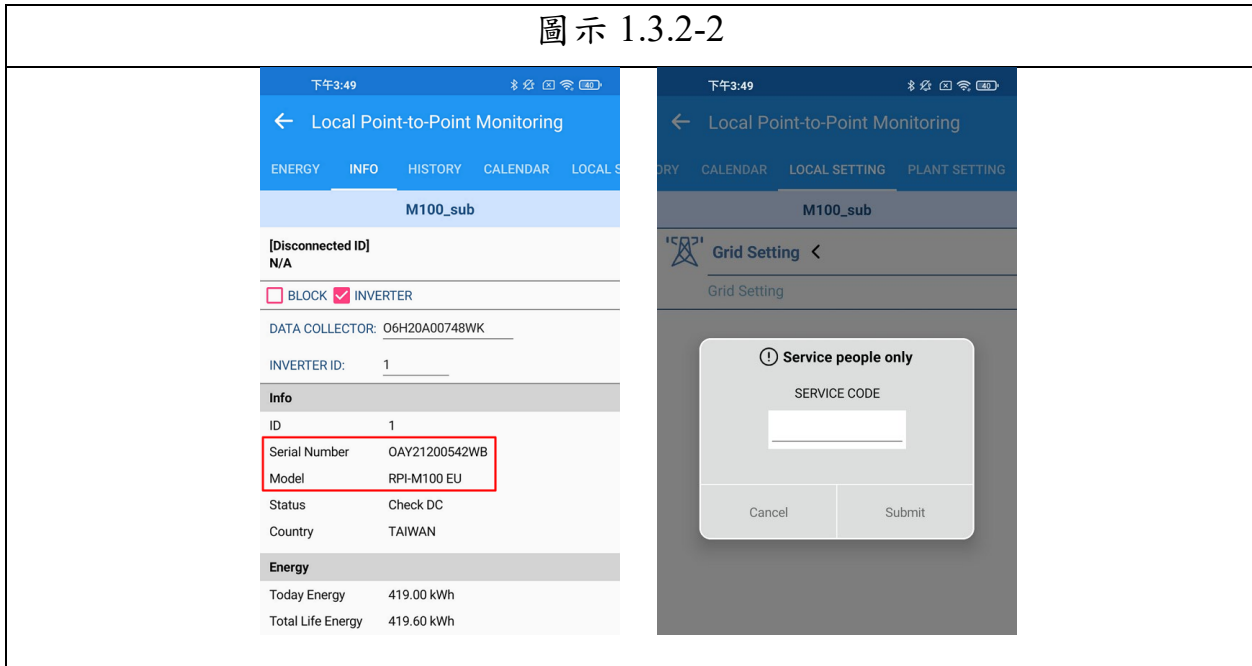 圖示 1.3.2-2
下午3:49
40
Local Point-to-Point Monitoring
ENERGY INFO HISTORY CALENDAR LOCAL S
M100_sub
[Disconnected ID]
N/A
BLOCK INVERTER
DATA COLLECTOR: O6H20A00748WK
INVERTER ID: 1
Info
ID 1
Serial Number OAY21200542WB
Model RPI-M100 EU
Status Check DC
Country TAIWAN
Energy
Today Energy 419.00 kWh
Total Life Energy 419.60 kWh
下午3:49
40
Local Point-to-Point Monitoring
ORY CALENDAR LOCAL SETTING PLANT SETTING
M100_sub
Grid Setting
Grid Setting
Service people only
SERVICE CODE
Cancel Submit